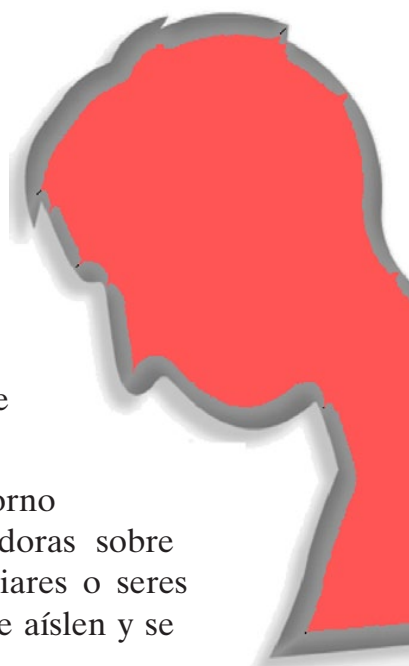 e
orno
doras sobre
iares o seres
e aíslen y se